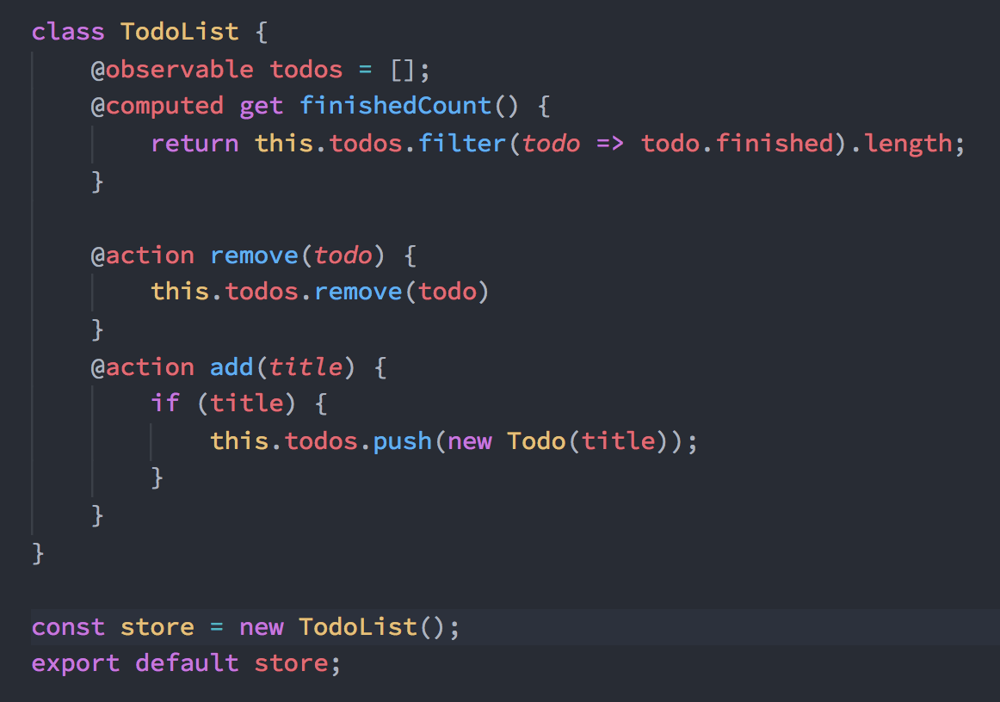 class TodoList {
    @observable todos = [];
    @computed get finishedCount() {
        return this.todos.filter(todo => todo.finished).length;
    }

    @action remove(todo) {
        this.todos.remove(todo)
    }
    @action add(title) {
        if (title) {
            this.todos.push(new Todo(title));
        }
    }
}

const store = new TodoList();
export default store;